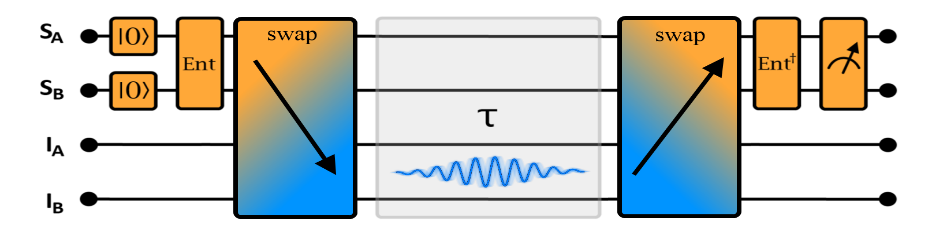 S_A |0⟩ Ent swap swap Ent†
S_B |0⟩
I_A τ
I_B